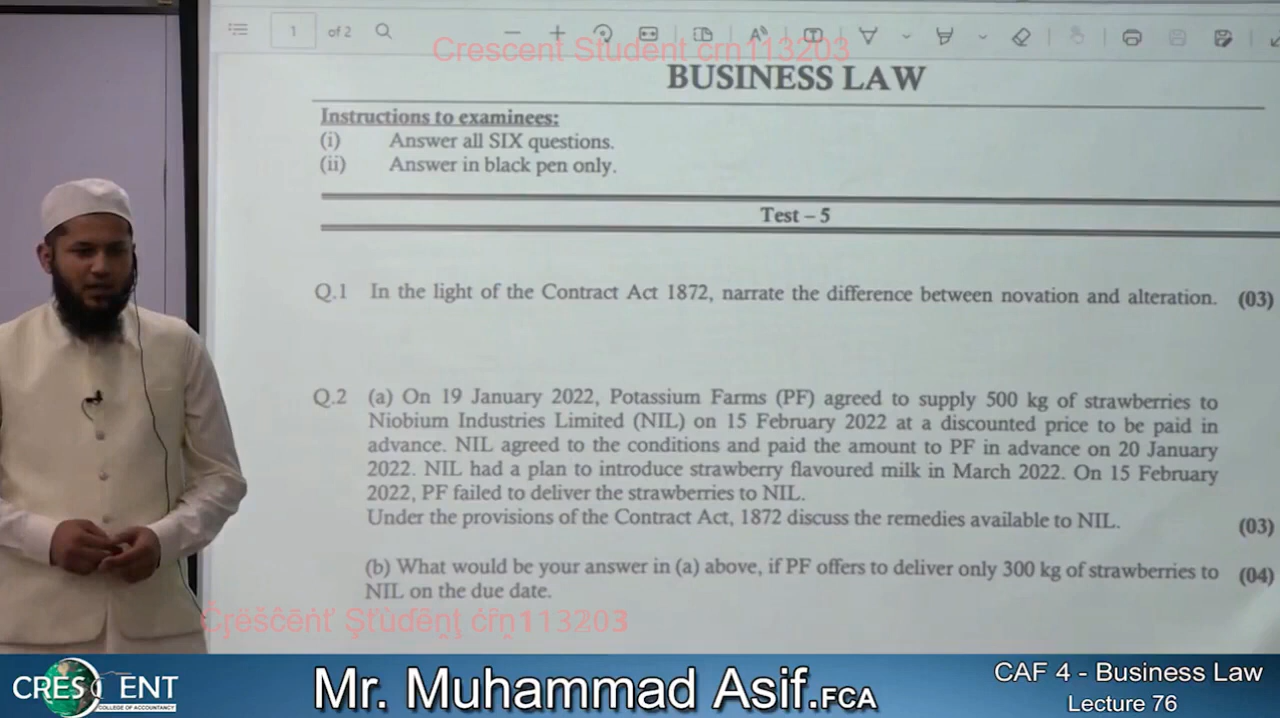 1 of 2
Crescent Student crn113203
BUSINESS LAW
Instructions to examinees:
(i) Answer all SIX questions.
(ii) Answer in black pen only.
Test – 5
Q.1 In the light of the Contract Act 1872, narrate the difference between novation and alteration. (03)
Q.2 (a) On 19 January 2022, Potassium Farms (PF) agreed to supply 500 kg of strawberries to
Niobium Industries Limited (NIL) on 15 February 2022 at a discounted price to be paid in
advance. NIL agreed to the conditions and paid the amount to PF in advance on 20 January
2022. NIL had a plan to introduce strawberry flavoured milk in March 2022. On 15 February
2022, PF failed to deliver the strawberries to NIL.
Under the provisions of the Contract Act, 1872 discuss the remedies available to NIL. (03)
(b) What would be your answer in (a) above, if PF offers to deliver only 300 kg of strawberries to (04)
NIL on the due date.
crn113203
CRESCENT
COLLEGE OF ACCOUNTANCY
Mr. Muhammad Asif.FCA
CAF 4 - Business Law
Lecture 76